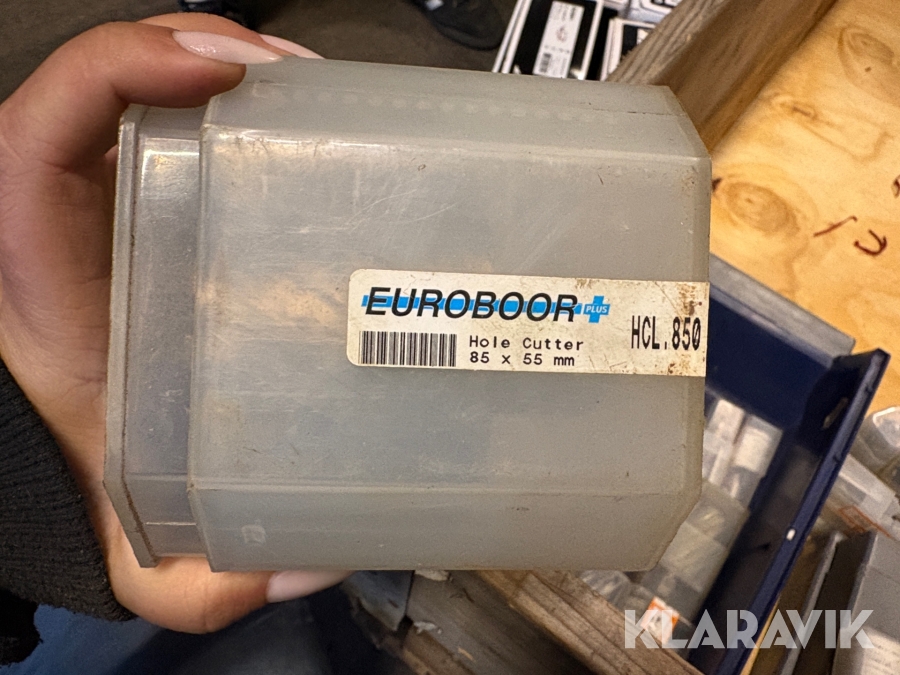 EUROBOOR PLUS
HCL.850
Hole Cutter
85 x 55 mm
KLARAVIK